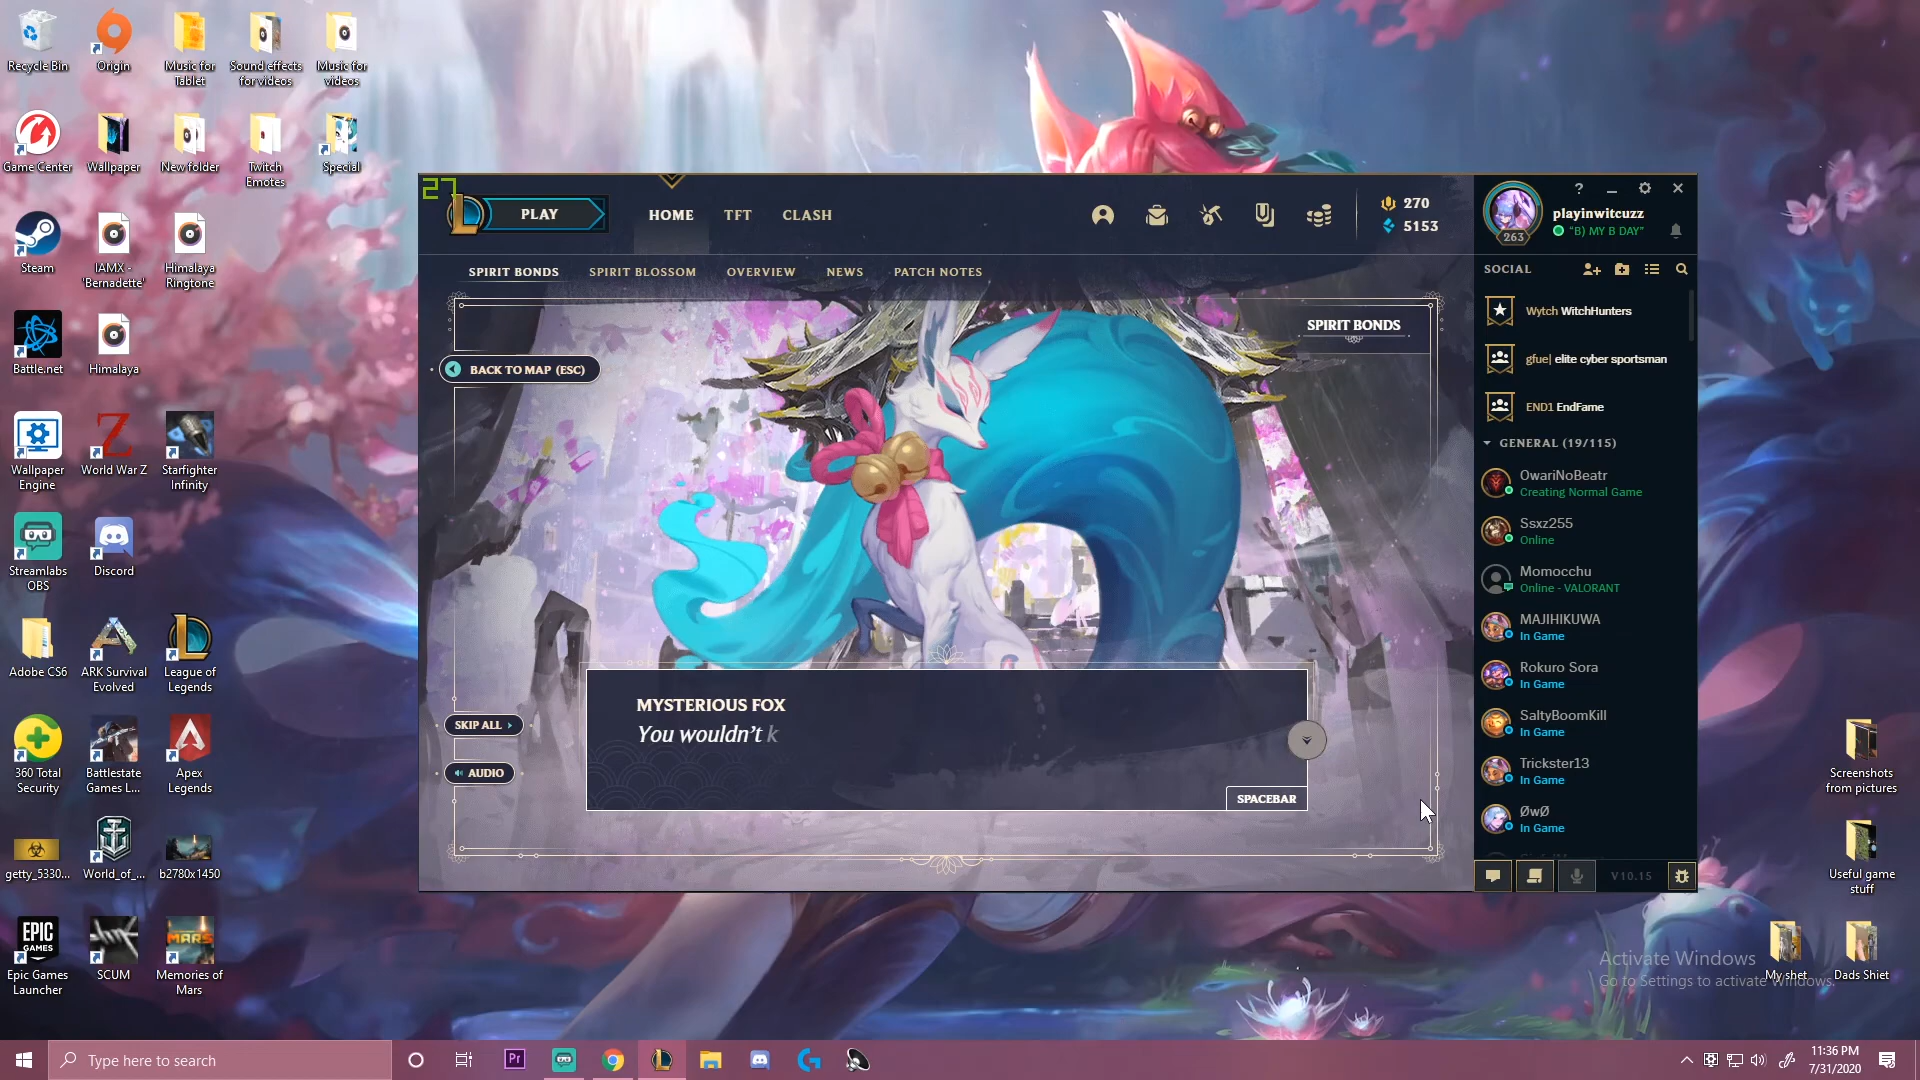 Recycle Bin
Origin
Music for Tablet
Sound effects for videos
Music for videos
Game Center
Wallpaper
New folder
Twitch Emotes
Special
Steam
IAMX - 'Bernadette'
Himalaya Ringtone
Battle.net
Himalaya
Wallpaper Engine
World War Z
Starfighter Infinity
Streamlabs OBS
Discord
Adobe CS6
ARK Survival Evolved
League of Legends
360 Total Security
Battlestate Games L...
Apex Legends
getty_5330...
World_of_...
b2780x1450
EPIC GAMES
Epic Games Launcher
SCUM
MARS
Memories of Mars
27
PLAY
HOME
TFT
CLASH
270
5153
SPIRIT BONDS
SPIRIT BLOSSOM
OVERVIEW
NEWS
PATCH NOTES
SPIRIT BONDS
BACK TO MAP (ESC)
SKIP ALL
AUDIO
MYSTERIOUS FOX
You wouldn't k
SPACEBAR
?
263
playinwitcuzz
"B) MY B DAY"
SOCIAL
Wytch WitchHunters
gfue| elite cyber sportsman
END1 EndFame
GENERAL (19/115)
OwariNoBeatr
Creating Normal Game
Ssxz255
Online
Momocchu
Online - VALORANT
MAJIHIKUWA
In Game
Rokuro Sora
In Game
SaltyBoomKill
In Game
Trickster13
In Game
ØwØ
In Game
V10.15
Screenshots from pictures
Useful game stuff
My shet
Dads Shiet
Activate Windows
Go to Settings to activate Windows.
Type here to search
Pr
11:36 PM
7/31/2020